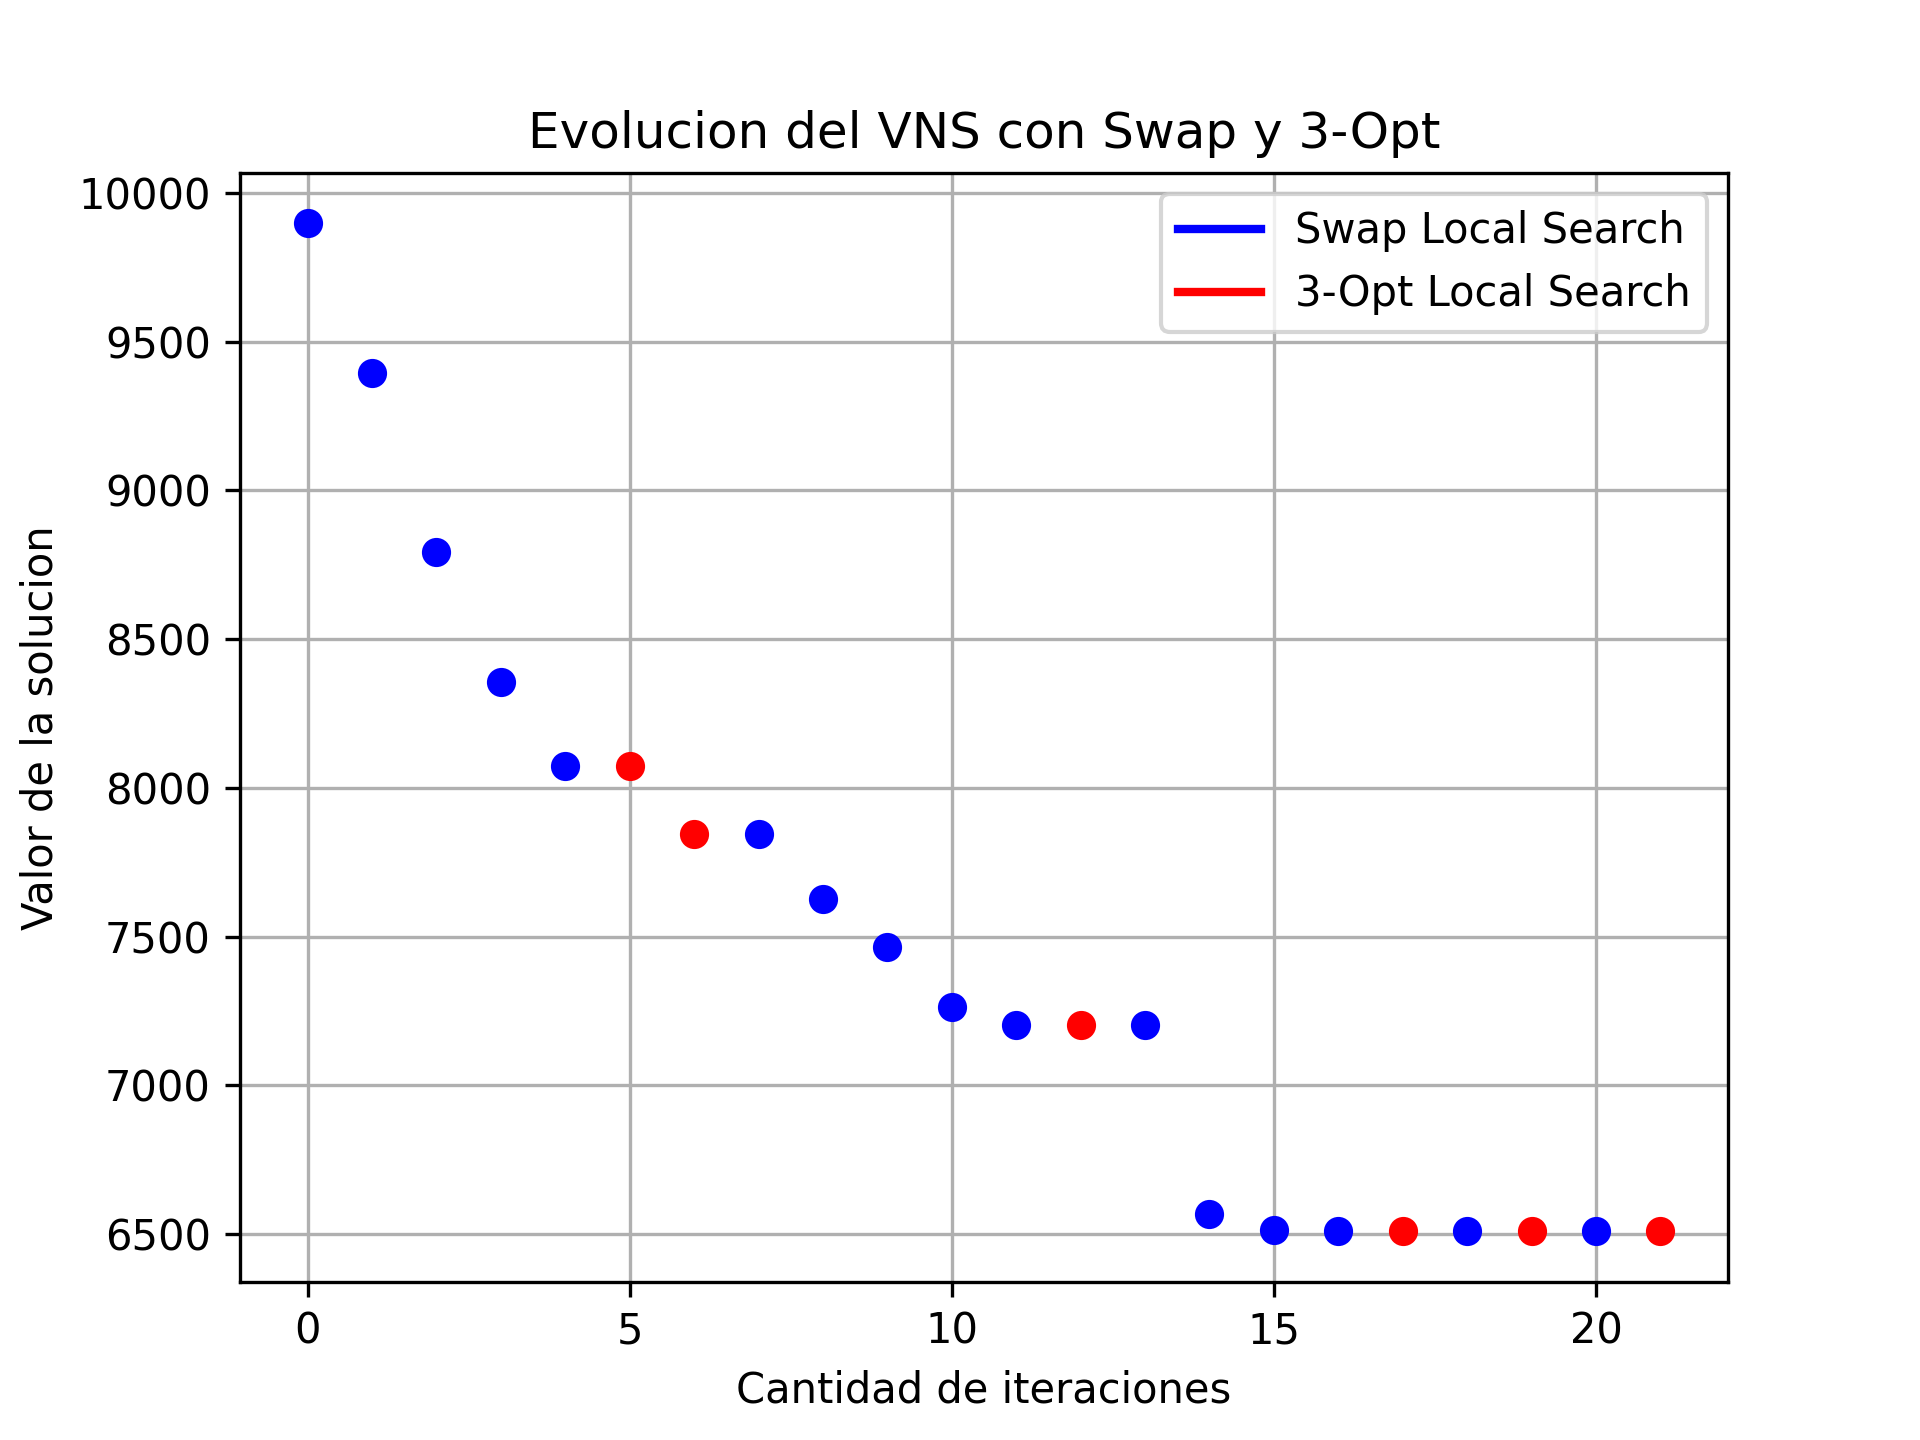 Evolucion del VNS con Swap y 3-Opt
Swap Local Search
3-Opt Local Search
Valor de la solucion
10000
9500
9000
8500
8000
7500
7000
6500
0 5 10 15 20
Cantidad de iteraciones